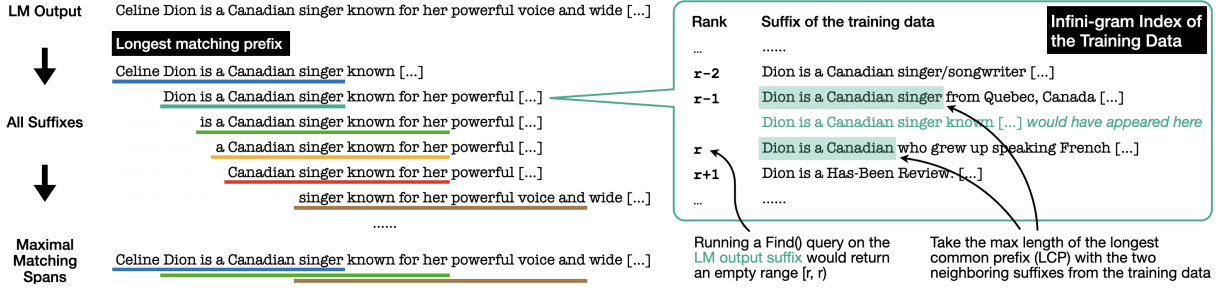 LM Output
Celine Dion is a Canadian singer known for her powerful voice and wide [...]
Longest matching prefix
Celine Dion is a Canadian singer known [...]
Dion is a Canadian singer known for her powerful [...]
All Suffixes
is a Canadian singer known for her powerful [...]
a Canadian singer known for her powerful [...]
Canadian singer known for her powerful [...]
singer known for her powerful voice and wide [...]
......
Maximal
Matching
Spans
Celine Dion is a Canadian singer known for her powerful voice and wide [...]
Rank
Suffix of the training data
Infini-gram Index of
the Training Data
...
......
r-2
Dion is a Canadian singer/songwriter [...]
r-1
Dion is a Canadian singer from Quebec, Canada [...]
Dion is a Canadian singer known [...] would have appeared here
r
Dion is a Canadian who grew up speaking French [...]
r+1
Dion is a Has-Been Review. [...]
...
......
Running a Find() query on the
LM output suffix would return
an empty range [r, r)
Take the max length of the longest
common prefix (LCP) with the two
neighboring suffixes from the training data